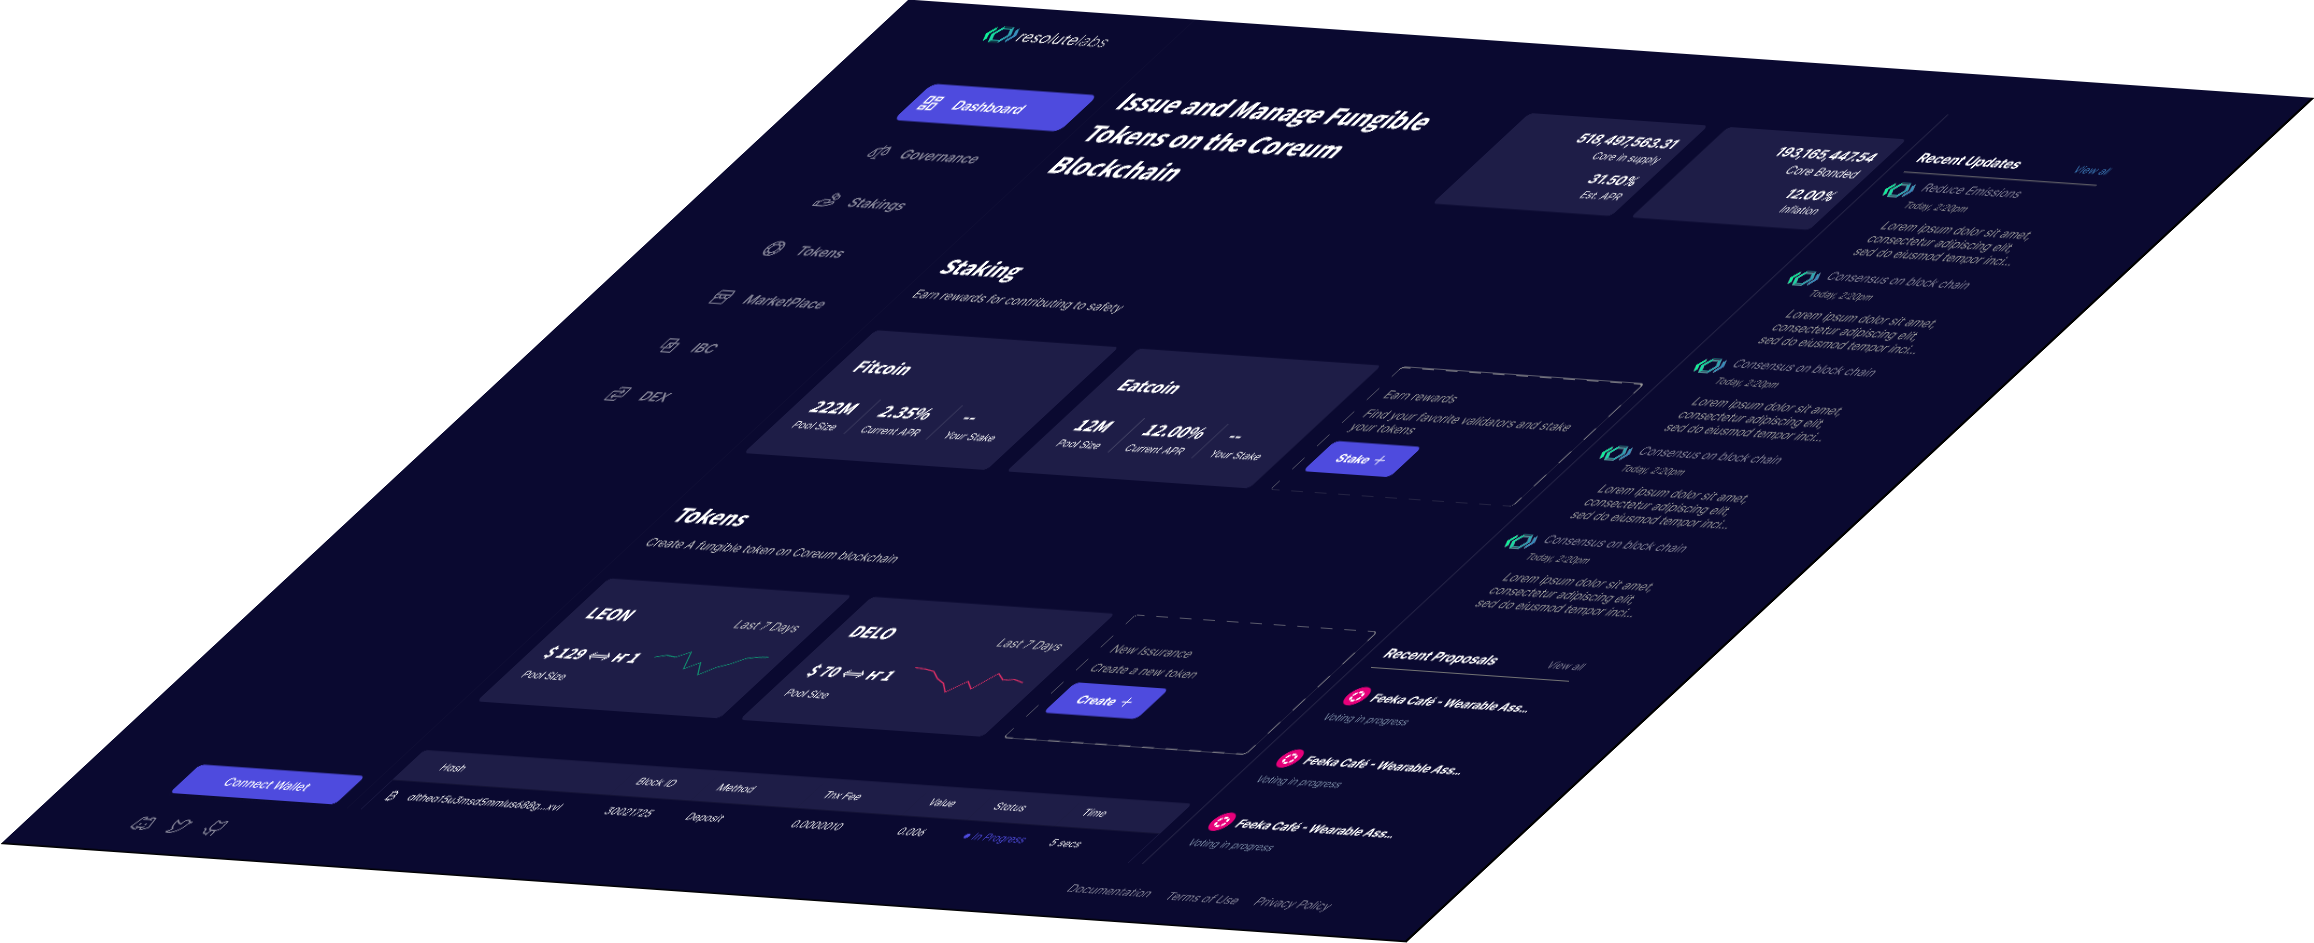 resolutelabs
Dashboard
Governance
Stakings
Tokens
MarketPlace
IBC
DEX
Connect Wallet
Issue and Manage Fungible
Tokens on the Coreum
Blockchain
518,497,563.31
Core in supply
31.50%
Est. APR
193,165,447.54
Core Bonded
12.00%
Inflation
Staking
Earn rewards for contributing to safety
Fitcoin
222M 2.35% --
Pool Size Current APR Your Stake
Eatcoin
12M 12.00% --
Pool Size Current APR Your Stake
Earn rewards
Find your favorite validators and stake
your tokens
Stake +
Tokens
Create A fungible token on Coreum blockchain
LEON
Last 7 Days
$ 129 ⟺ 1
Pool Size
DELO
Last 7 Days
$ 70 ⟺ 1
Pool Size
New Issurance
Create a new token
Create +
Hash Block ID Method Tnx Fee Value Status Time
30021725 Deposit 0.0000010 0.006 In Progress 5 secs
Recent Updates View all
Reduce Emissions
Today, 2:20pm
Lorem ipsum dolor sit amet,
consectetur adipiscing elit,
sed do eiusmod tempor inci...
Consensus on block chain
Today, 2:20pm
Lorem ipsum dolor sit amet,
consectetur adipiscing elit,
sed do eiusmod tempor inci...
Consensus on block chain
Today, 2:20pm
Lorem ipsum dolor sit amet,
consectetur adipiscing elit,
sed do eiusmod tempor inci...
Consensus on block chain
Today, 2:20pm
Lorem ipsum dolor sit amet,
consectetur adipiscing elit,
sed do eiusmod tempor inci...
Consensus on block chain
Today, 2:20pm
Lorem ipsum dolor sit amet,
consectetur adipiscing elit,
sed do eiusmod tempor inci...
Recent Proposals View all
Feeka Café - Wearable Ass...
Voting in progress
Feeka Café - Wearable Ass...
Voting in progress
Feeka Café - Wearable Ass...
Voting in progress
Documentation Terms of Use Privacy Policy